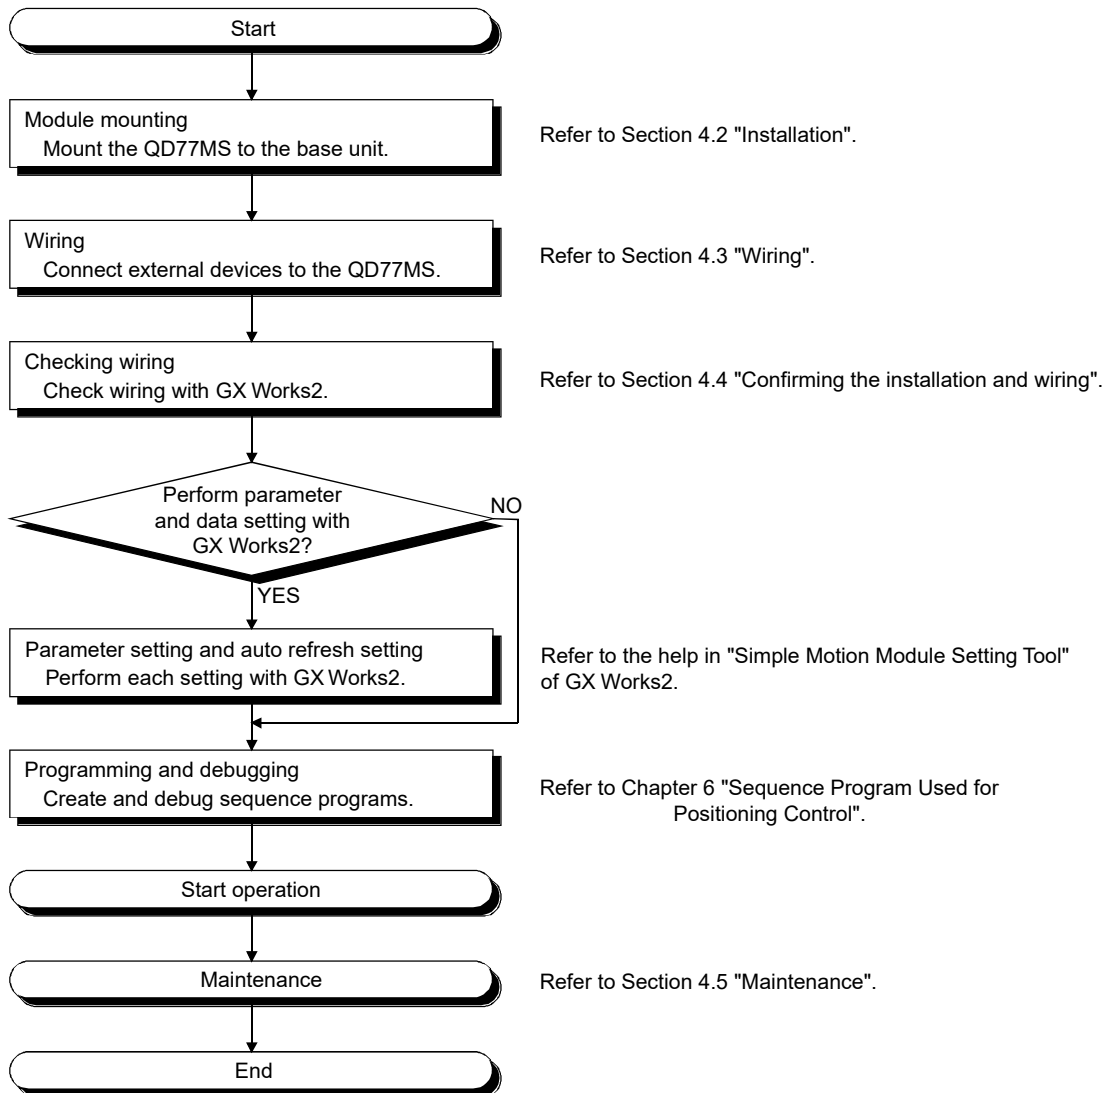 Start
Module mounting
Mount the QD77MS to the base unit.
Refer to Section 4.2 "Installation".
Wiring
Connect external devices to the QD77MS.
Refer to Section 4.3 "Wiring".
Checking wiring
Check wiring with GX Works2.
Refer to Section 4.4 "Confirming the installation and wiring".
Perform parameter
and data setting with
GX Works2?
NO
YES
Parameter setting and auto refresh setting
Perform each setting with GX Works2.
Refer to the help in "Simple Motion Module Setting Tool"
of GX Works2.
Programming and debugging
Create and debug sequence programs.
Refer to Chapter 6 "Sequence Program Used for
Positioning Control".
Start operation
Maintenance
Refer to Section 4.5 "Maintenance".
End